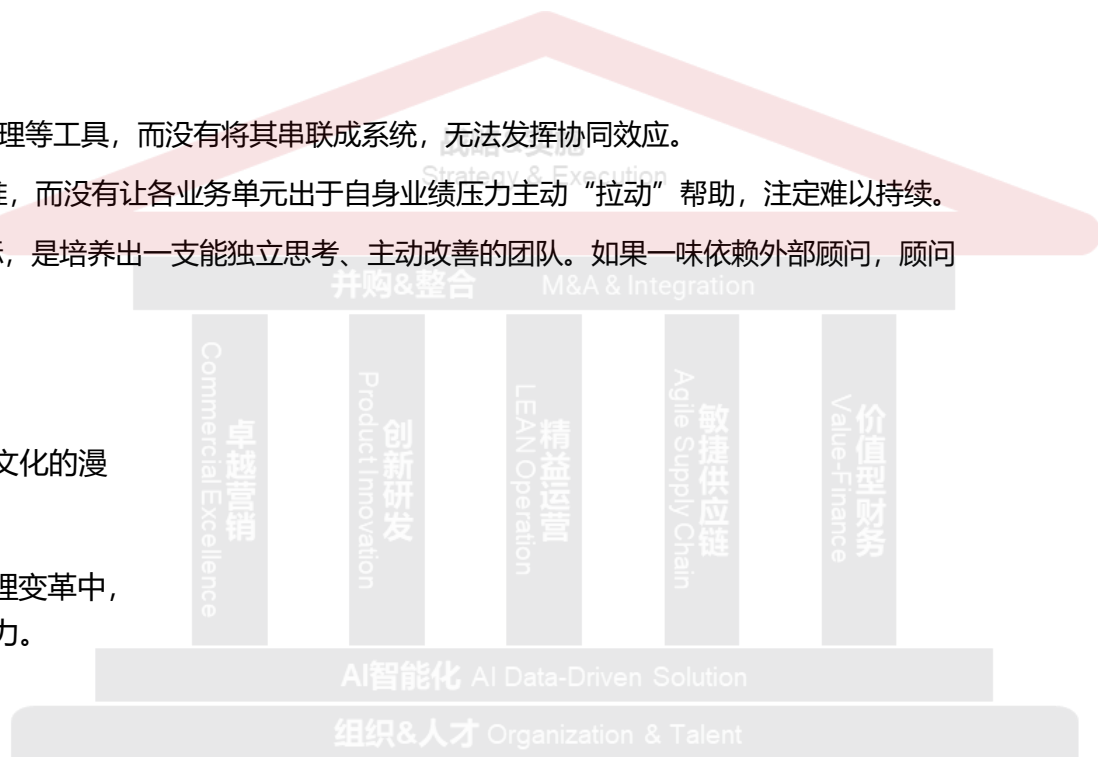 理等工具，而没有将其串联成系统，无法发挥协同效应。
Strategy & Execution
，而没有让各业务单元出于自身业绩压力主动“拉动”帮助，注定难以持续。
，是培养出一支能独立思考、主动改善的团队。如果一味依赖外部顾问，顾问
并购&整合 M&A & Integration
卓越营销 Commercial Excellence
创新研发 Product Innovation
精益运营 LEAN Operation
敏捷供应链 Agile Supply Chain
价值型财务 Value-Finance
文化的漫
理变革中，
力。
AI智能化 AI Data-Driven Solution
组织&人才 Organization & Talent